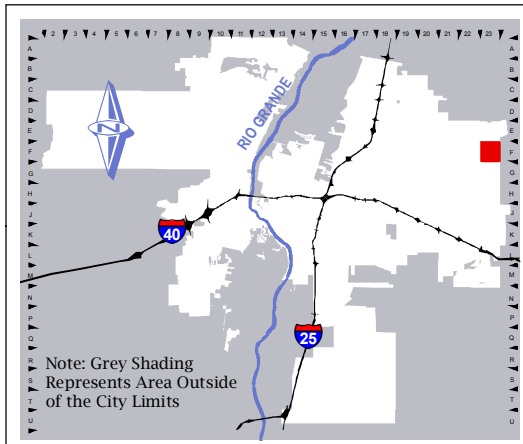 2 3 4 5 6 7 8 9 10 11 12 13 14 15 16 17 18 19 20 21 22 23
A A
B B
C C
D D
E E
F F
G G
H H
J J
K K
L L
M M
N N
P P
Q Q
R R
S S
T T
U U
N
RIO GRANDE
40
25
Note: Grey Shading
Represents Area Outside
of the City Limits